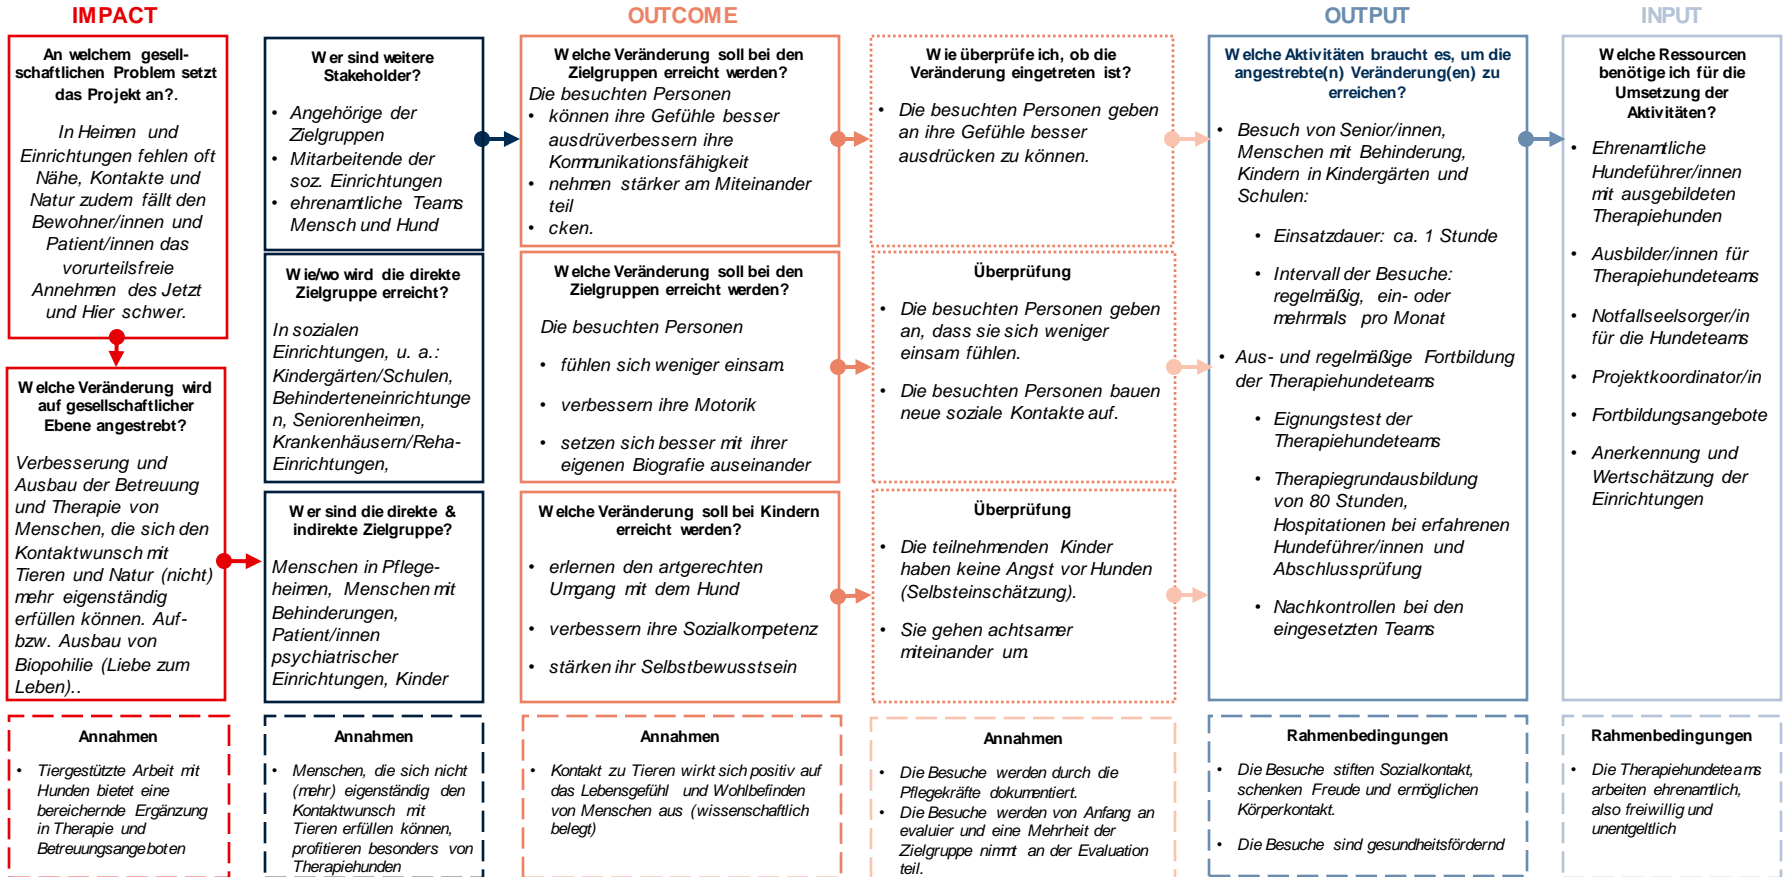 IMPACT
OUTCOME
OUTPUT
INPUT
An welchem gesell-
schaftlichen Problem setzt
das Projekt an?.
In Heimen und
Einrichtungen fehlen oft
Nähe, Kontakte und
Natur zudem fällt den
Bewohner/innen und
Patient/innen das
vorurteilsfreie
Annehmen des Jetzt
und Hier schwer.
Welche Veränderung wird
auf gesellschaftlicher
Ebene angestrebt?
Verbesserung und
Ausbau der Betreuung
und Therapie von
Menschen, die sich den
Kontaktwunsch mit
Tieren und Natur (nicht)
mehr eigenständig
erfüllen können. Auf-
bzw. Ausbau von
Biopohilie (Liebe zum
Leben)..
Annahmen
• Tiergestützte Arbeit mit
Hunden bietet eine
bereichernde Ergänzung
in Therapie und
Betreuungsangeboten
Wer sind weitere
Stakeholder?
• Angehörige der
Zielgruppen
• Mitarbeitende der
soz. Einrichtungen
• ehrenamtliche Teams
Mensch und Hund
Wie/wo wird die direkte
Zielgruppe erreicht?
In sozialen
Einrichtungen, u. a.:
Kindergärten/Schulen,
Behinderteneinrichtunge
n, Seniorenheimen,
Krankenhäusern/Reha-
Einrichtungen,
Wer sind die direkte &
indirekte Zielgruppe?
Menschen in Pflege-
heimen, Menschen mit
Behinderungen,
Patient/innen
psychiatrischer
Einrichtungen, Kinder
Annahmen
• Menschen, die sich nicht
(mehr) eigenständig den
Kontaktwunsch mit
Tieren erfüllen können,
profitieren besonders von
Therapiehunden
Welche Veränderung soll bei den
Zielgruppen erreicht werden?
Die besuchten Personen
• können ihre Gefühle besser
ausdrüverbessern ihre
Kommunikationsfähigkeit
• nehmen stärker am Miteinander
teil
• cken.
Welche Veränderung soll bei den
Zielgruppen erreicht werden?
Die besuchten Personen
• fühlen sich weniger einsam.
• verbessern ihre Motorik
• setzen sich besser mit ihrer
eigenen Biografie auseinander
Welche Veränderung soll bei Kindern
erreicht werden?
• erlernen den artgerechten
Umgang mit dem Hund
• verbessern ihre Sozialkompetenz
• stärken ihr Selbstbewusstsein
Annahmen
• Kontakt zu Tieren wirkt sich positiv auf
das Lebensgefühl und Wohlbefinden
von Menschen aus (wissenschaftlich
belegt)
Wie überprüfe ich, ob die
Veränderung eingetreten ist?
• Die besuchten Personen geben
an ihre Gefühle besser
ausdrücken zu können.
Überprüfung
• Die besuchten Personen geben
an, dass sie sich weniger
einsam fühlen.
• Die besuchten Personen bauen
neue soziale Kontakte auf.
Überprüfung
• Die teilnehmenden Kinder
haben keine Angst vor Hunden
(Selbsteinschätzung).
• Sie gehen achtsamer
miteinander um.
Annahmen
• Die Besuche werden durch die
Pflegekräfte dokumentiert.
• Die Besuche werden von Anfang an
evaluier und eine Mehrheit der
Zielgruppe nimmt an der Evaluation
teil.
Welche Aktivitäten braucht es, um die
angestrebte(n) Veränderung(en) zu
erreichen?
• Besuch von Senior/innen,
Menschen mit Behinderung,
Kindern in Kindergärten und
Schulen:
• Einsatzdauer: ca. 1 Stunde
• Intervall der Besuche:
regelmäßig, ein- oder
mehrmals pro Monat
• Aus- und regelmäßige Fortbildung
der Therapiehundeteams
• Eignungstest der
Therapiehundeteams
• Therapiegrundausbildung
von 80 Stunden,
Hospitationen bei erfahrenen
Hundeführer/innen und
Abschlussprüfung
• Nachkontrollen bei den
eingesetzten Teams
Rahmenbedingungen
• Die Besuche stiften Sozialkontakt,
schenken Freude und ermöglichen
Körperkontakt.
• Die Besuche sind gesundheitsfördernd
Welche Ressourcen
benötige ich für die
Umsetzung der
Aktivitäten?
• Ehrenamtliche
Hundeführer/innen
mit ausgebildeten
Therapiehunden
• Ausbilder/innen für
Therapiehundeteams
• Notfallseelsorger/in
für die Hundeteams
• Projektkoordinator/in
• Fortbildungsangebote
• Anerkennung und
Wertschätzung der
Einrichtungen
Rahmenbedingungen
• Die Therapiehundeteams
arbeiten ehrenamtlich,
also freiwillig und
unentgeltlich